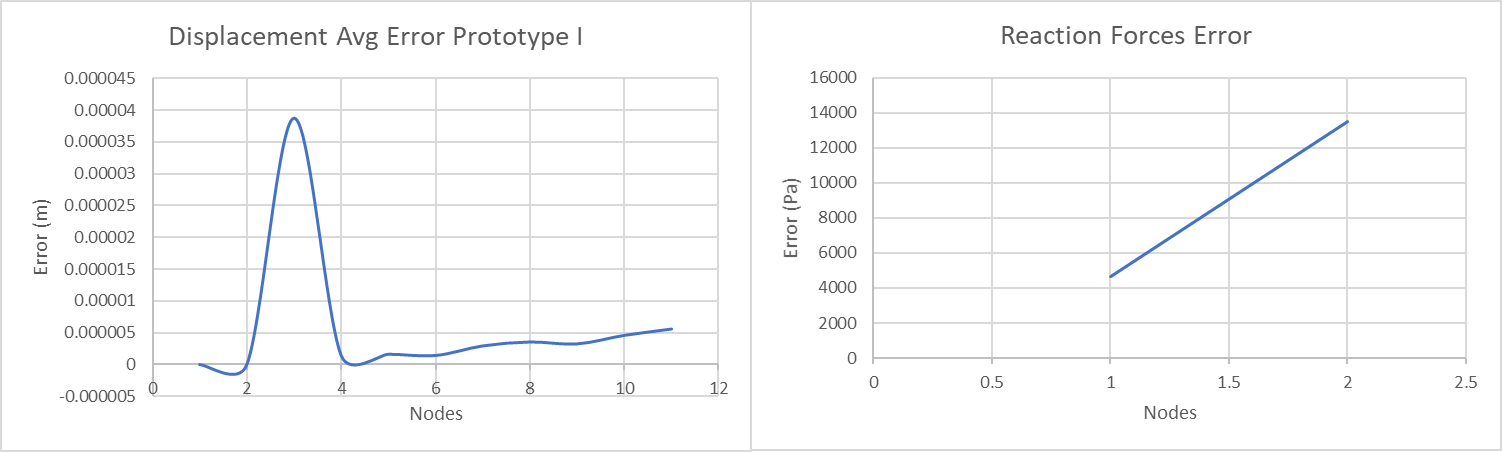 Displacement Avg Error Prototype I
0.000045
0.00004
0.000035
0.00003
0.000025
0.00002
0.000015
0.00001
0.000005
0
-0.000005
Error (m)
0 2 4 6 8 10 12
Nodes
Reaction Forces Error
16000
14000
12000
10000
8000
6000
4000
2000
0
Error (Pa)
0 0.5 1 1.5 2 2.5
Nodes